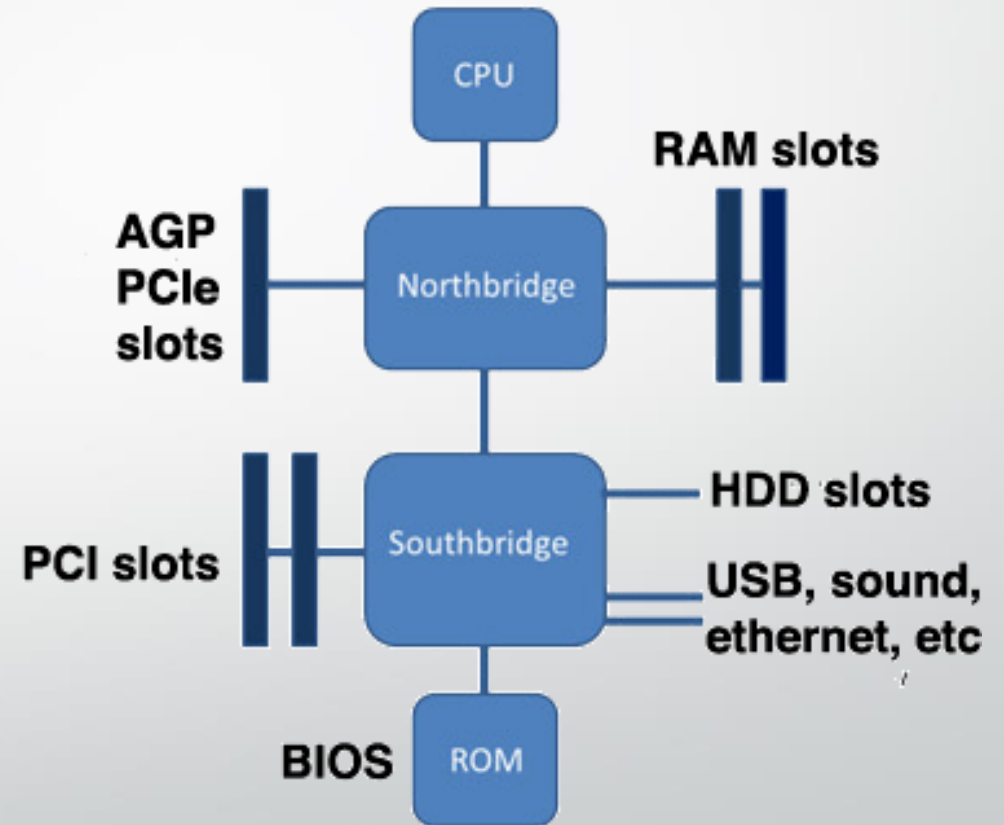 CPU
RAM slots
AGP
PCIe
slots
Northbridge
HDD slots
Southbridge
PCI slots
USB, sound,
ethernet, etc
BIOS
ROM